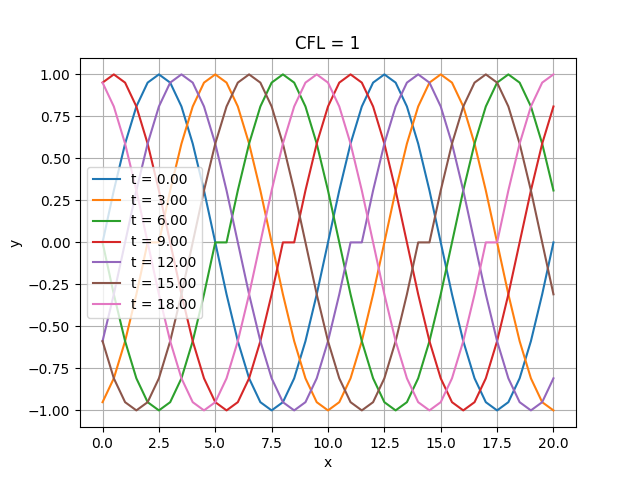 CFL = 1
y
1.00
0.75
0.50
0.25
0.00
−0.25
−0.50
−0.75
−1.00
t = 0.00
t = 3.00
t = 6.00
t = 9.00
t = 12.00
t = 15.00
t = 18.00
0.0 2.5 5.0 7.5 10.0 12.5 15.0 17.5 20.0
x